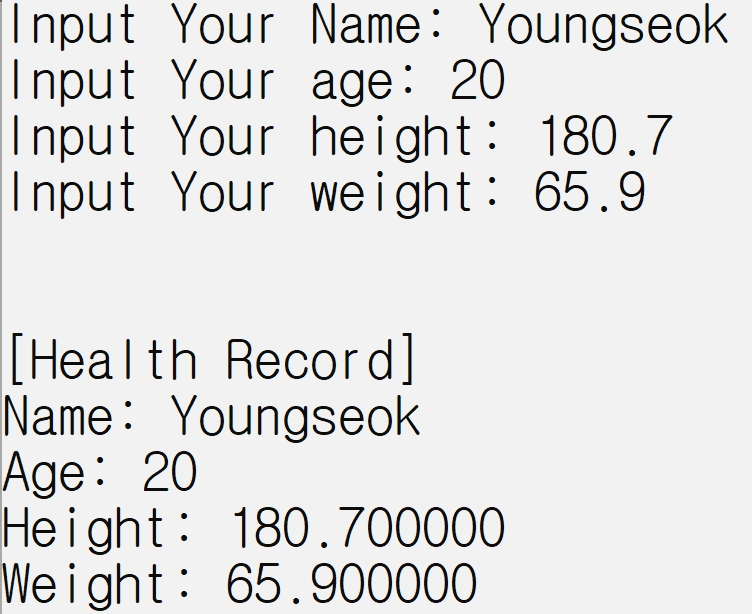 Input Your Name: Youngseok
Input Your age: 20
Input Your height: 180.7
Input Your weight: 65.9
[Health Record]
Name: Youngseok
Age: 20
Height: 180.700000
Weight: 65.900000